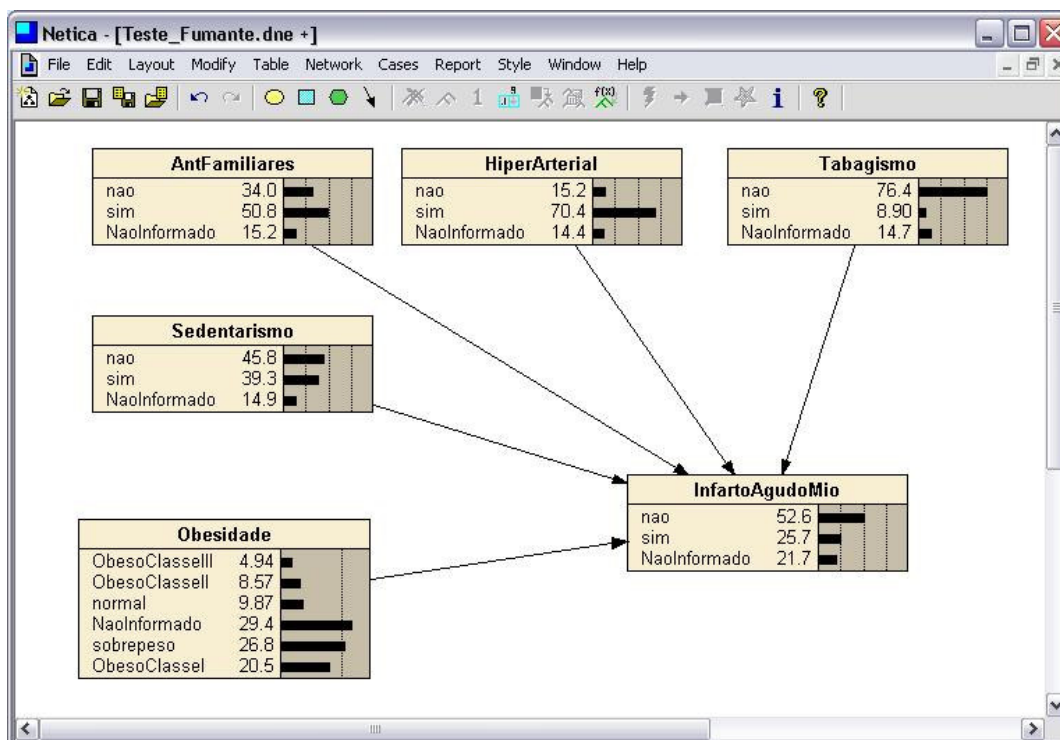 Netica - [Teste_Fumante.dne +]
File Edit Layout Modify Table Network Cases Report Style Window Help
AntFamiliares
nao 34.0
sim 50.8
NaoInformado 15.2
HiperArterial
nao 15.2
sim 70.4
NaoInformado 14.4
Tabagismo
nao 76.4
sim 8.90
NaoInformado 14.7
Sedentarismo
nao 45.8
sim 39.3
NaoInformado 14.9
InfartoAgudoMio
nao 52.6
sim 25.7
NaoInformado 21.7
Obesidade
ObesoClasseIII 4.94
ObesoClasseII 8.57
normal 9.87
NaoInformado 29.4
sobrepeso 26.8
ObesoClasseI 20.5